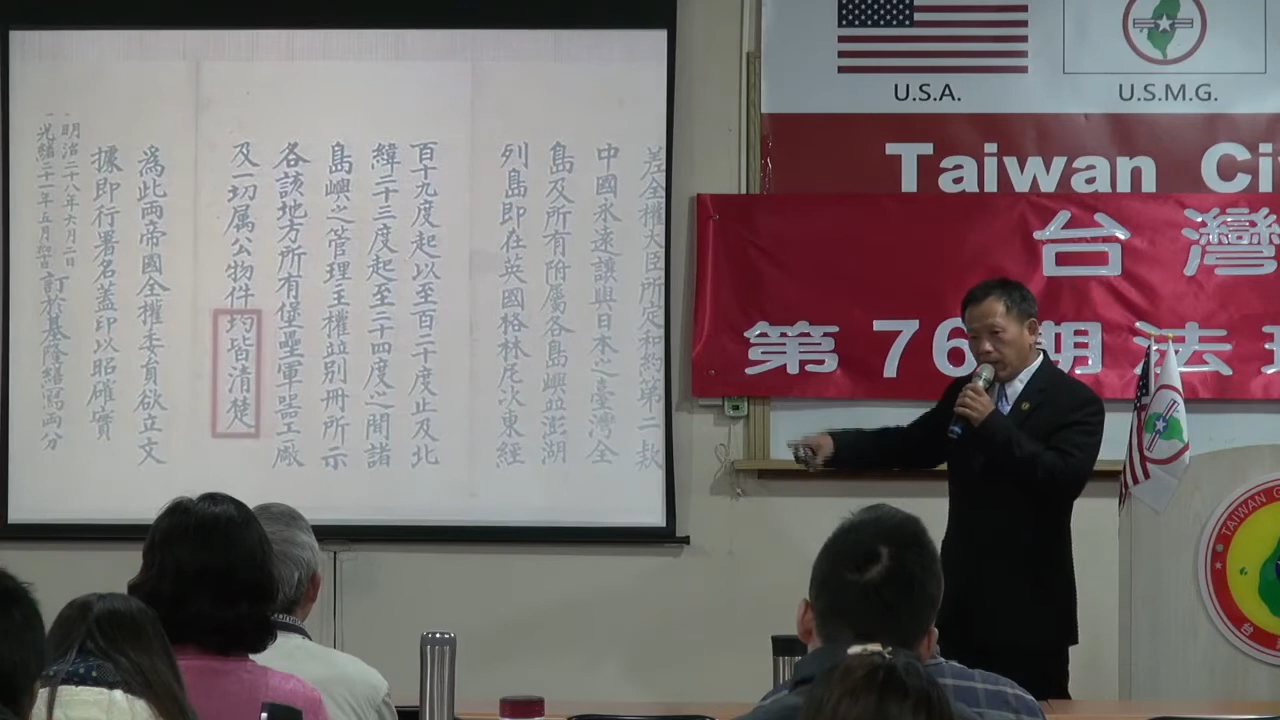 差全權大臣所定和約第二款
中國永遠讓與日本之臺灣全
島及所有附屬各島嶼並澎湖
列島即在英國格林尾次東經
百十九度起以至百二十度止及北
緯二十三度起至二十四度之間諸
島嶼之管理主權並別冊所示
各該地方所有堡壘軍器工廠
及一切属公物件均皆清楚
為此兩帝國全權委員欲立文
據即行署名蓋印以昭確實
明治二十八年六月二日
光緒二十一年五月初十日
訂於基隆繕寫兩分
U.S.A.
U.S.M.G.
Taiwan Ci
台灣
第76期法理
TAIWAN
台